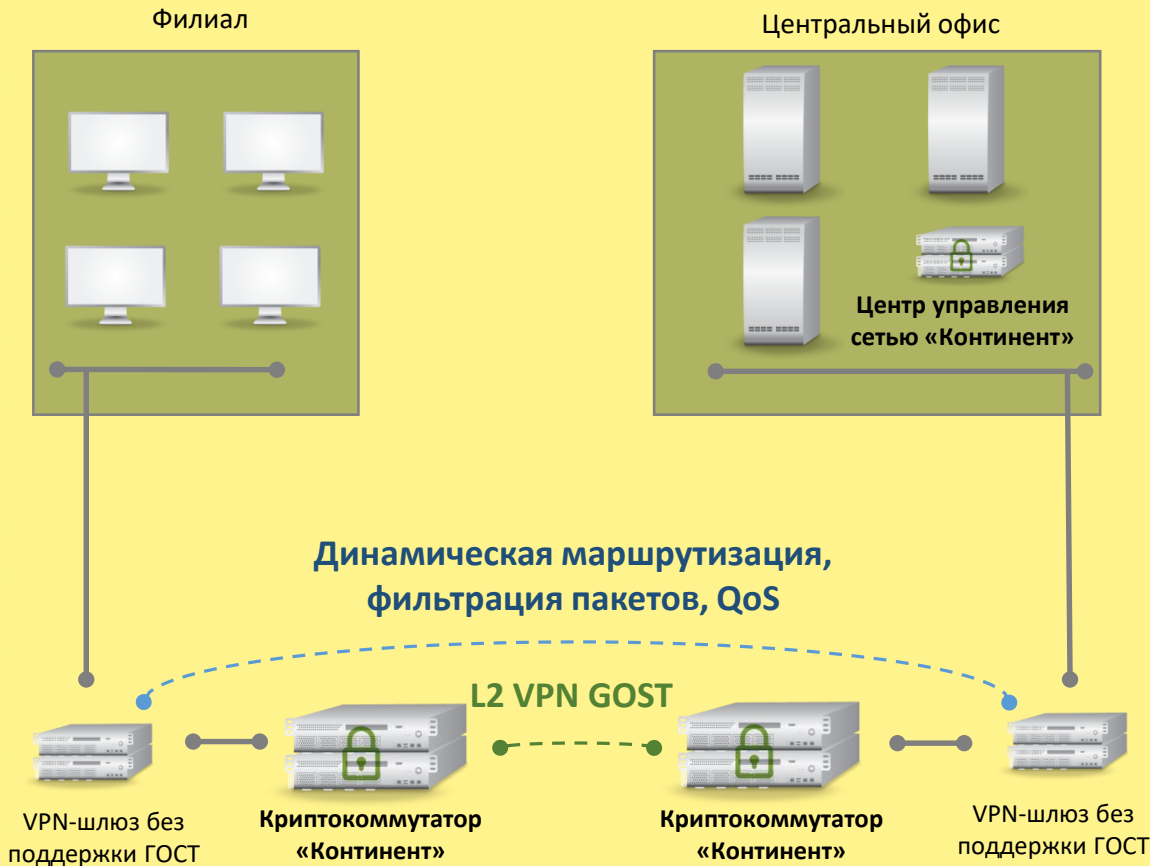 Филиал
Центральный офис
Центр управления
сетью «Континент»
Динамическая маршрутизация,
фильтрация пакетов, QoS
L2 VPN GOST
VPN-шлюз без
поддержки ГОСТ
Криптокоммутатор
«Континент»
Криптокоммутатор
«Континент»
VPN-шлюз без
поддержки ГОСТ